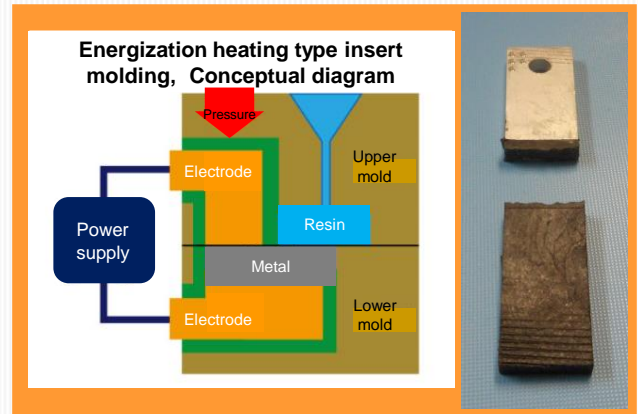 Energization heating type insert
molding, Conceptual diagram
Pressure
Electrode
Upper
mold
Power
supply
Resin
Metal
Electrode
Lower
mold